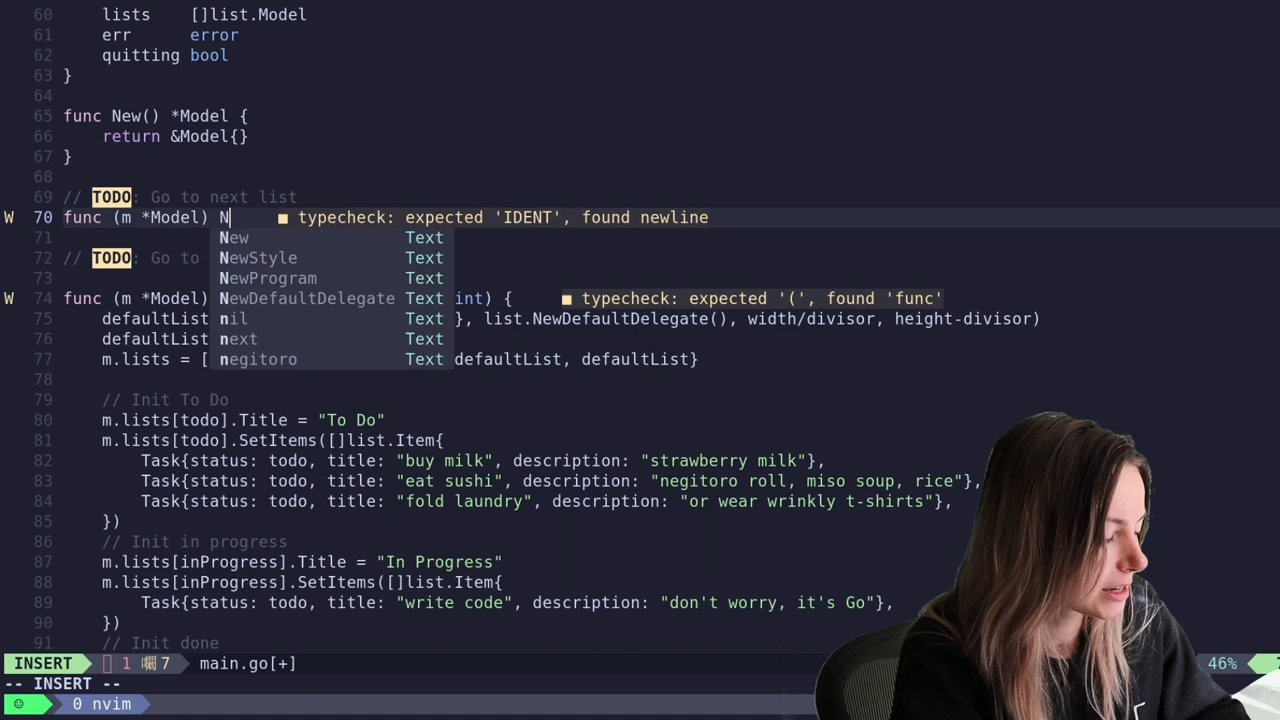 60 lists []list.Model
61 err error
62 quitting bool
63 }
64
65 func New() *Model {
66 return &Model{}
67 }
68
69 // TODO: Go to next list
W 70 func (m *Model) N ■ typecheck: expected 'IDENT', found newline
71 New Text
72 // TODO: Go to NewStyle Text
73 NewProgram Text
W 74 func (m *Model) NewDefaultDelegate Text int) { ■ typecheck: expected '(', found 'func'
75 defaultList nil Text }, list.NewDefaultDelegate(), width/divisor, height-divisor)
76 defaultList next Text
77 m.lists = [ negitoro Text defaultList, defaultList}
78
79 // Init To Do
80 m.lists[todo].Title = "To Do"
81 m.lists[todo].SetItems([]list.Item{
82 Task{status: todo, title: "buy milk", description: "strawberry milk"},
83 Task{status: todo, title: "eat sushi", description: "negitoro roll, miso soup, rice"},
84 Task{status: todo, title: "fold laundry", description: "or wear wrinkly t-shirts"},
85 })
86 // Init in progress
87 m.lists[inProgress].Title = "In Progress"
88 m.lists[inProgress].SetItems([]list.Item{
89 Task{status: todo, title: "write code", description: "don't worry, it's Go"},
90 })
91 // Init done
INSERT 1 7 main.go[+] 46%
-- INSERT --
0 nvim